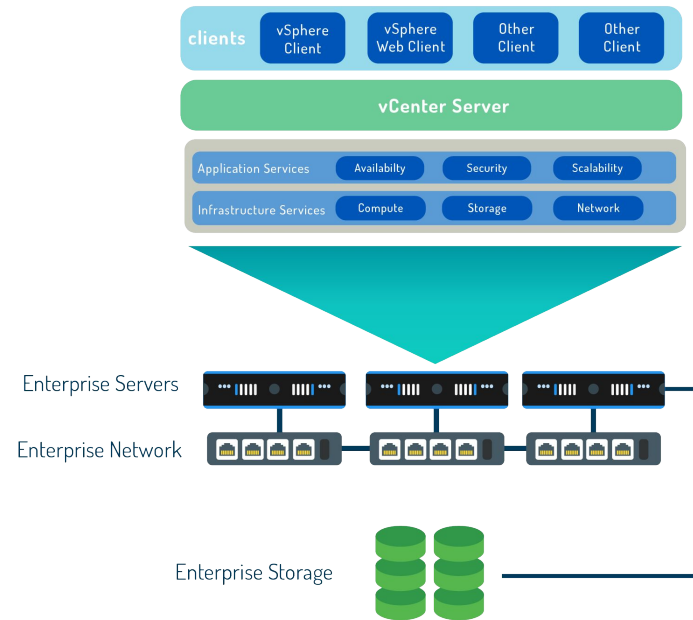 clients
vSphere
Client
vSphere
Web Client
Other
Client
Other
Client
vCenter Server
Application Services
Availabilty
Security
Scalability
Infrastructure Services
Compute
Storage
Network
Enterprise Servers
Enterprise Network
Enterprise Storage